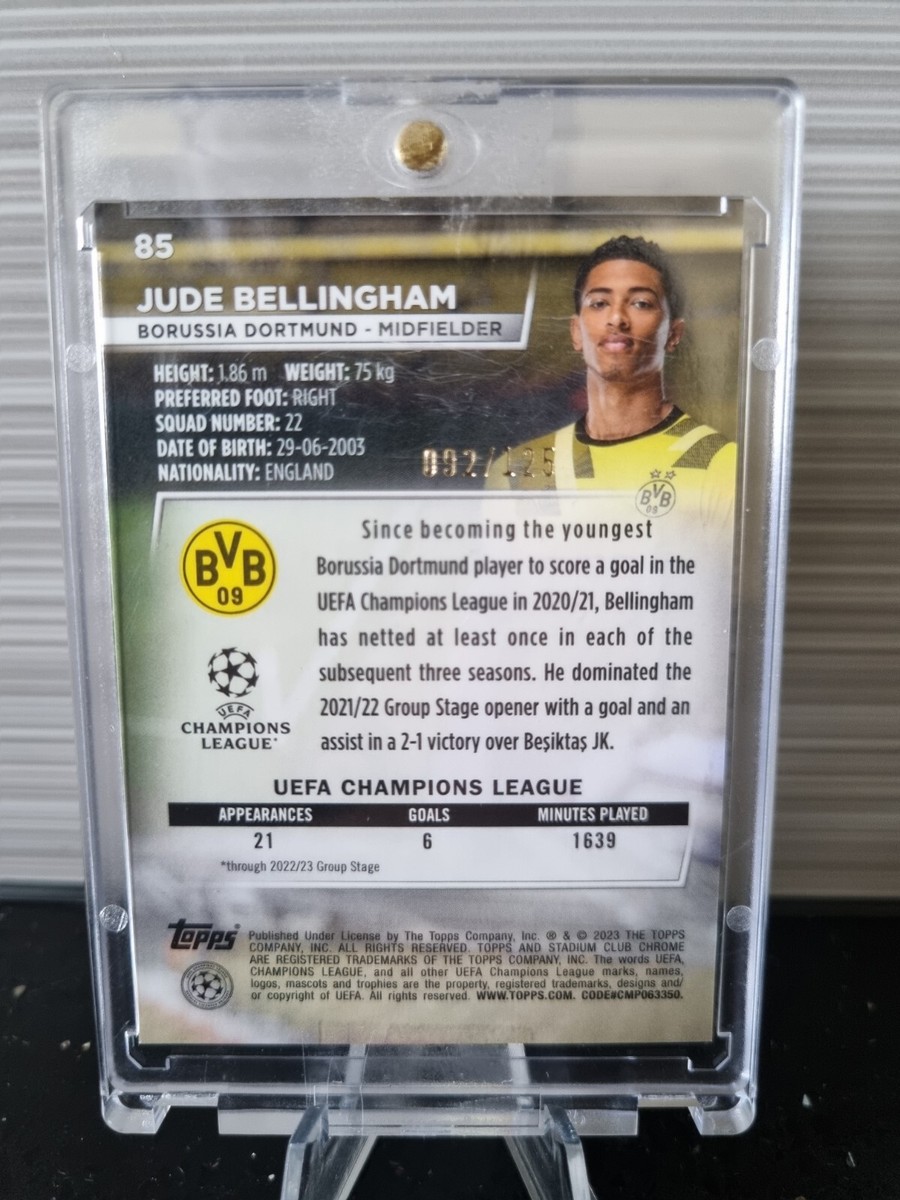 85
JUDE BELLINGHAM
BORUSSIA DORTMUND - MIDFIELDER
HEIGHT: 1.86 m WEIGHT: 75 kg
PREFERRED FOOT: RIGHT
SQUAD NUMBER: 22
DATE OF BIRTH: 29-06-2003
NATIONALITY: ENGLAND
092/125
BVB
09
Since becoming the youngest
Borussia Dortmund player to score a goal in the
UEFA Champions League in 2020/21, Bellingham
has netted at least once in each of the
subsequent three seasons. He dominated the
2021/22 Group Stage opener with a goal and an
assist in a 2-1 victory over Beşiktaş JK.
BVB
09
UEFA
CHAMPIONS
LEAGUE®
UEFA CHAMPIONS LEAGUE
APPEARANCES GOALS MINUTES PLAYED
21 6 1639
*through 2022/23 Group Stage
topps®
Published Under License by The Topps Company, Inc. ® & © 2023 THE TOPPS
COMPANY, INC. ALL RIGHTS RESERVED. TOPPS AND STADIUM CLUB CHROME
ARE REGISTERED TRADEMARKS OF THE TOPPS COMPANY, INC. The words UEFA,
CHAMPIONS LEAGUE, and all other UEFA Champions League marks, names,
logos, mascots and trophies are the property, registered trademarks, designs and/
or copyright of UEFA. All rights reserved. WWW.TOPPS.COM. CODE#CMP063350.